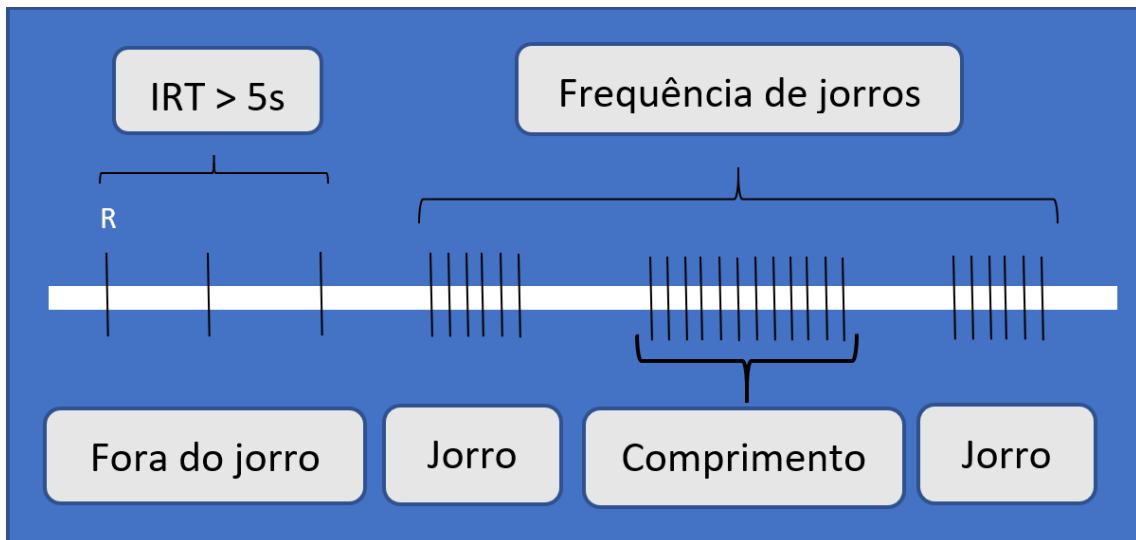 IRT > 5s
Frequência de jorros
R
Fora do jorro
Jorro
Comprimento
Jorro